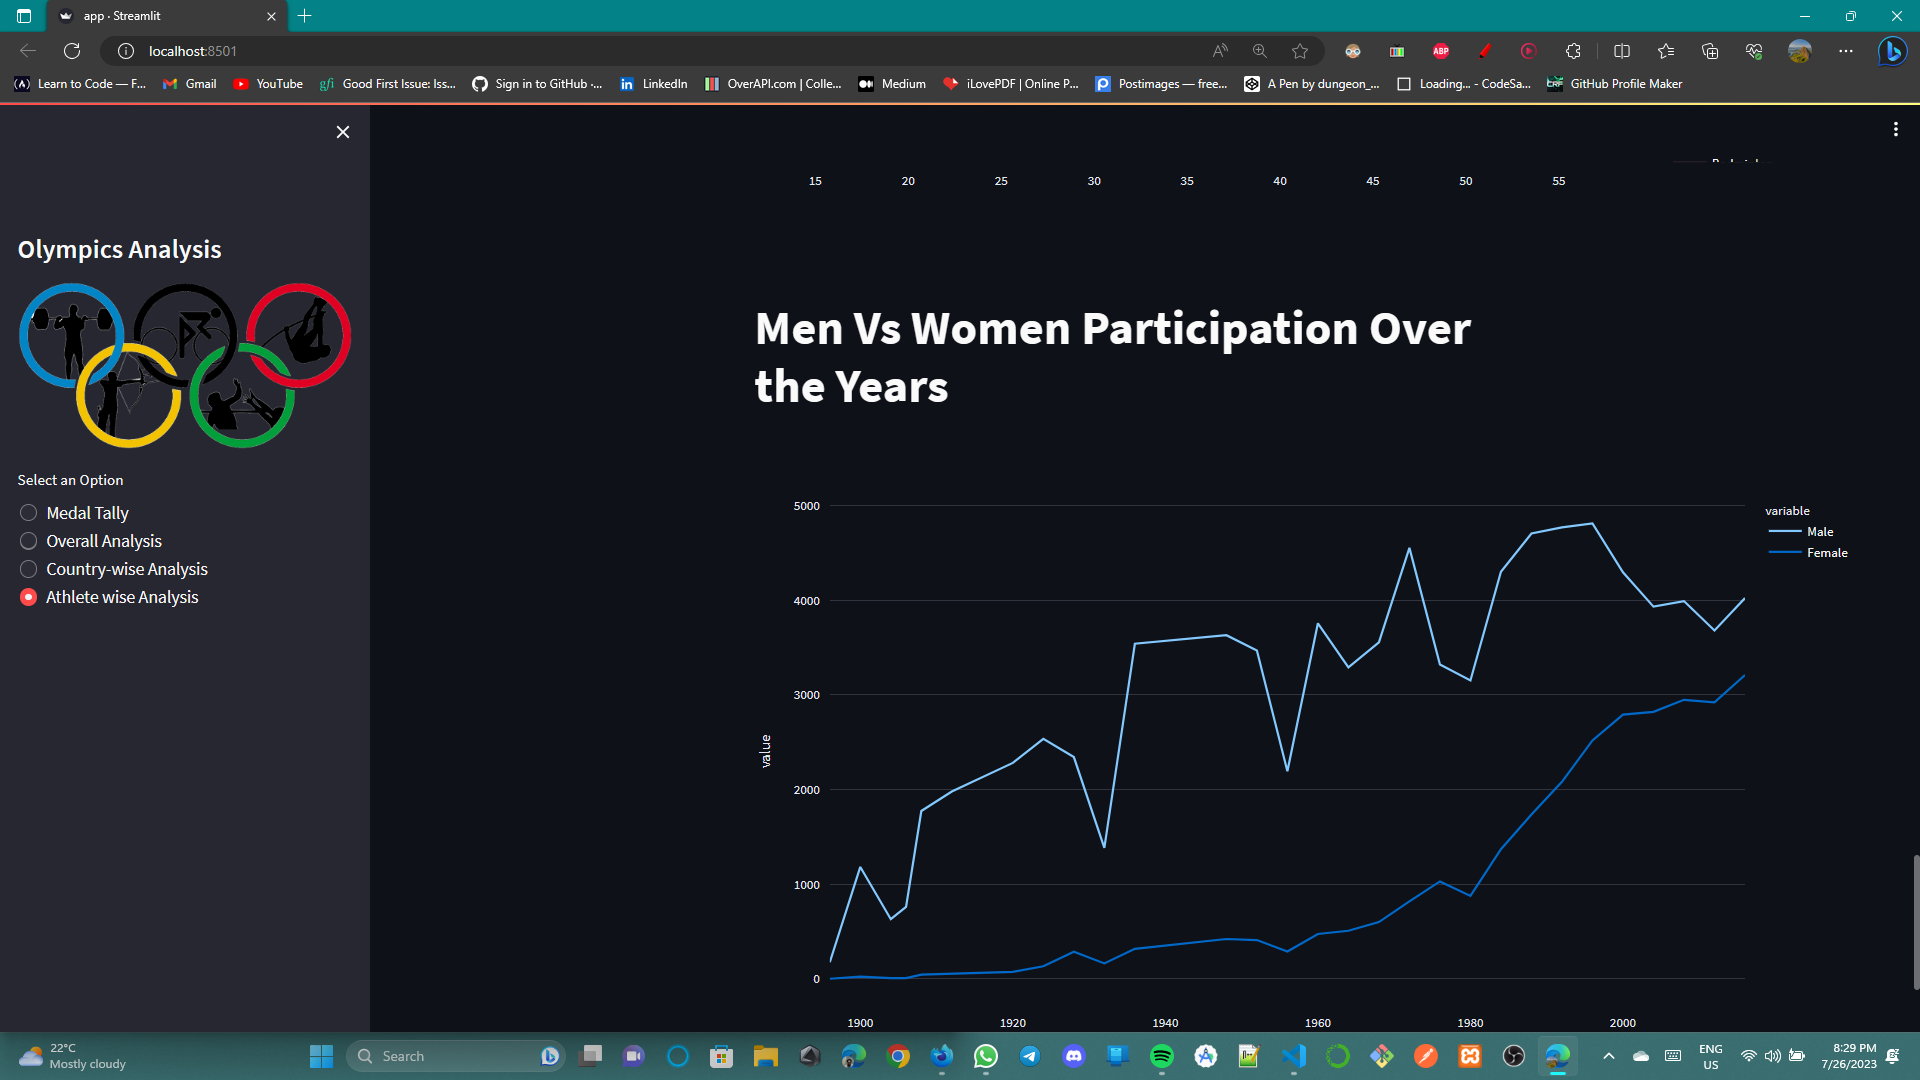 app · Streamlit
localhost:8501
ABP
Learn to Code — F...
Gmail
YouTube
gfi Good First Issue: Iss...
Sign in to GitHub ·...
LinkedIn
OverAPI.com | Colle...
Medium
iLovePDF | Online P...
Postimages — free...
A Pen by dungeon_...
Loading... - CodeSa...
GitHub Profile Maker
15 20 25 30 35 40 45 50 55
Olympics Analysis
Select an Option
Medal Tally
Overall Analysis
Country-wise Analysis
Athlete wise Analysis
Men Vs Women Participation Over
the Years
variable
Male
Female
value
5000
4000
3000
2000
1000
0
1900 1920 1940 1960 1980 2000
22°C
Mostly cloudy
Search
ENG
US
8:29 PM
7/26/2023